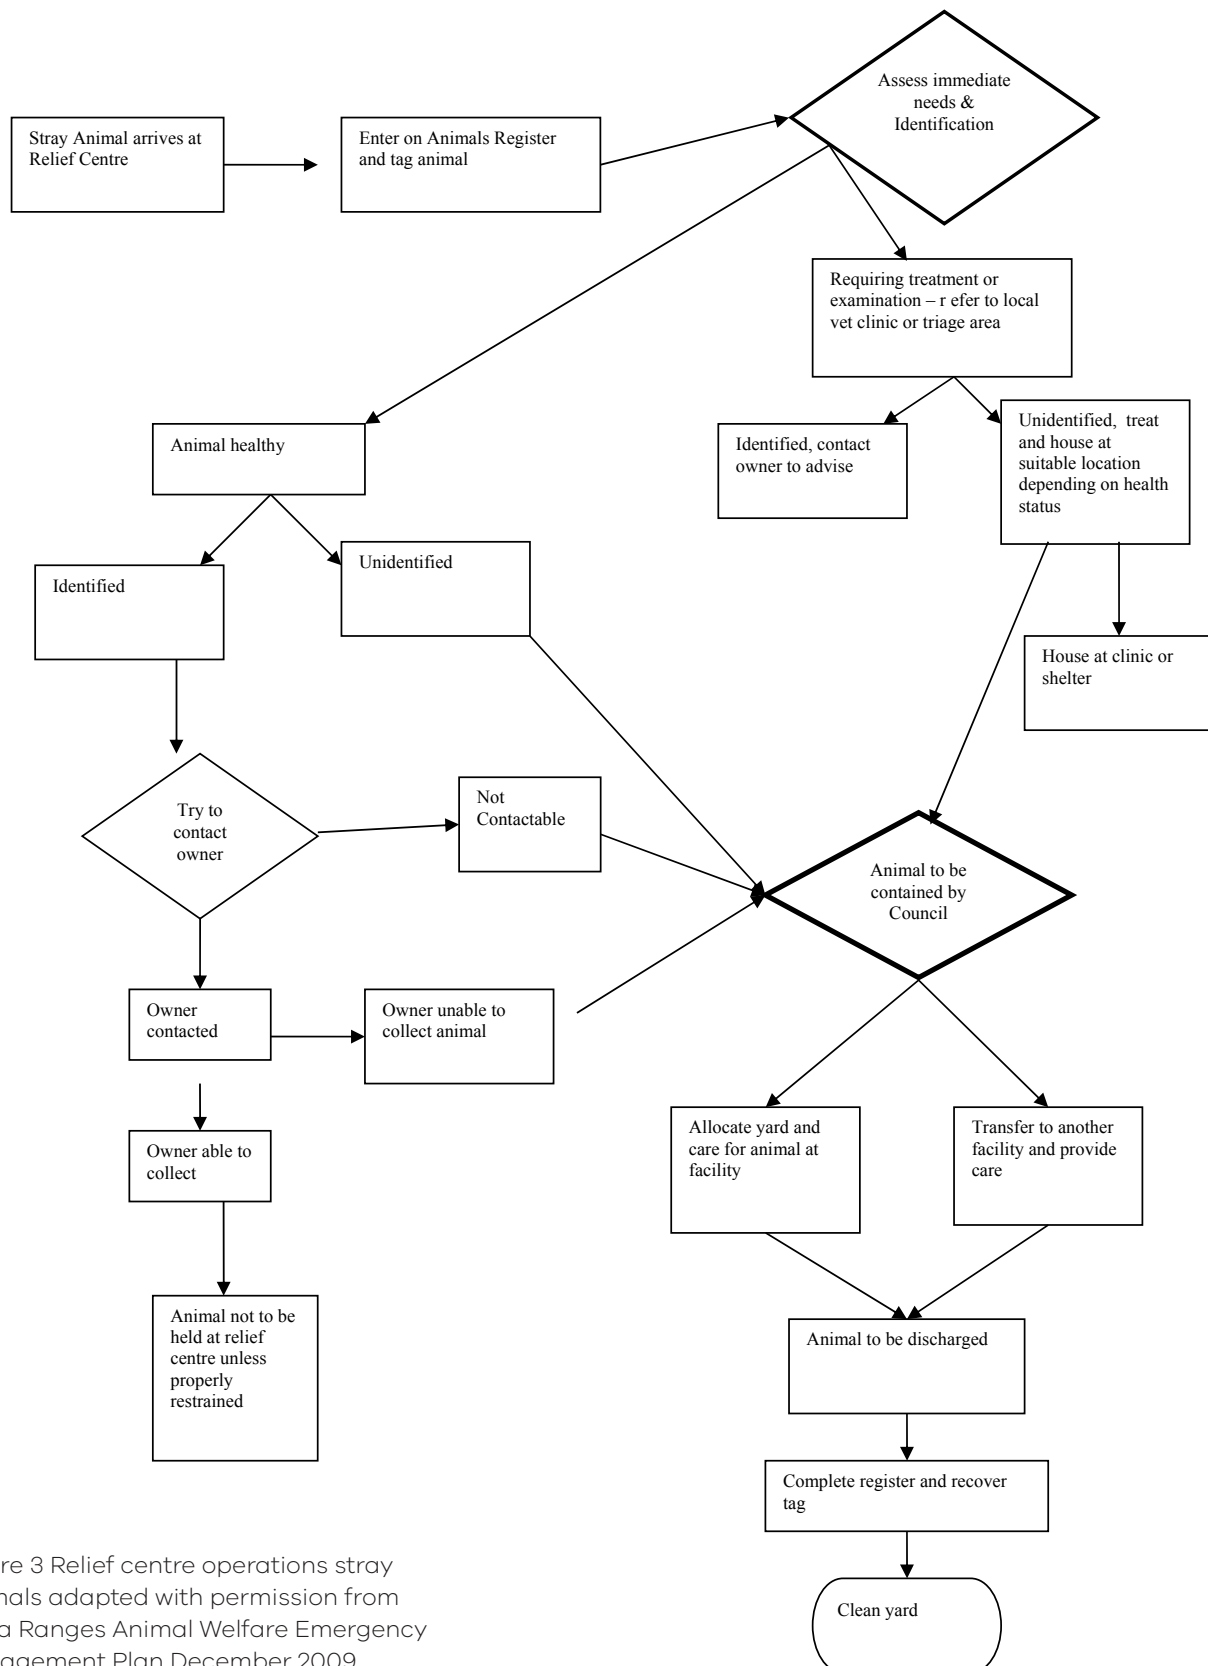 Assess immediate
needs &
Identification
Stray Animal arrives at
Relief Centre
Enter on Animals Register
and tag animal
Requiring treatment or
examination – r efer to local
vet clinic or triage area
Animal healthy
Identified, contact
owner to advise
Unidentified, treat
and house at
suitable location
depending on health
status
Identified
Unidentified
House at clinic or
shelter
Try to
contact
owner
Not
Contactable
Animal to be
contained by
Council
Owner
contacted
Owner unable to
collect animal
Owner able to
collect
Allocate yard and
care for animal at
facility
Transfer to another
facility and provide
care
Animal not to be
held at relief
centre unless
properly
restrained
Animal to be discharged
Complete register and recover
tag
Clean yard
re 3 Relief centre operations stray
nals adapted with permission from
a Ranges Animal Welfare Emergency
agement Plan December 2009